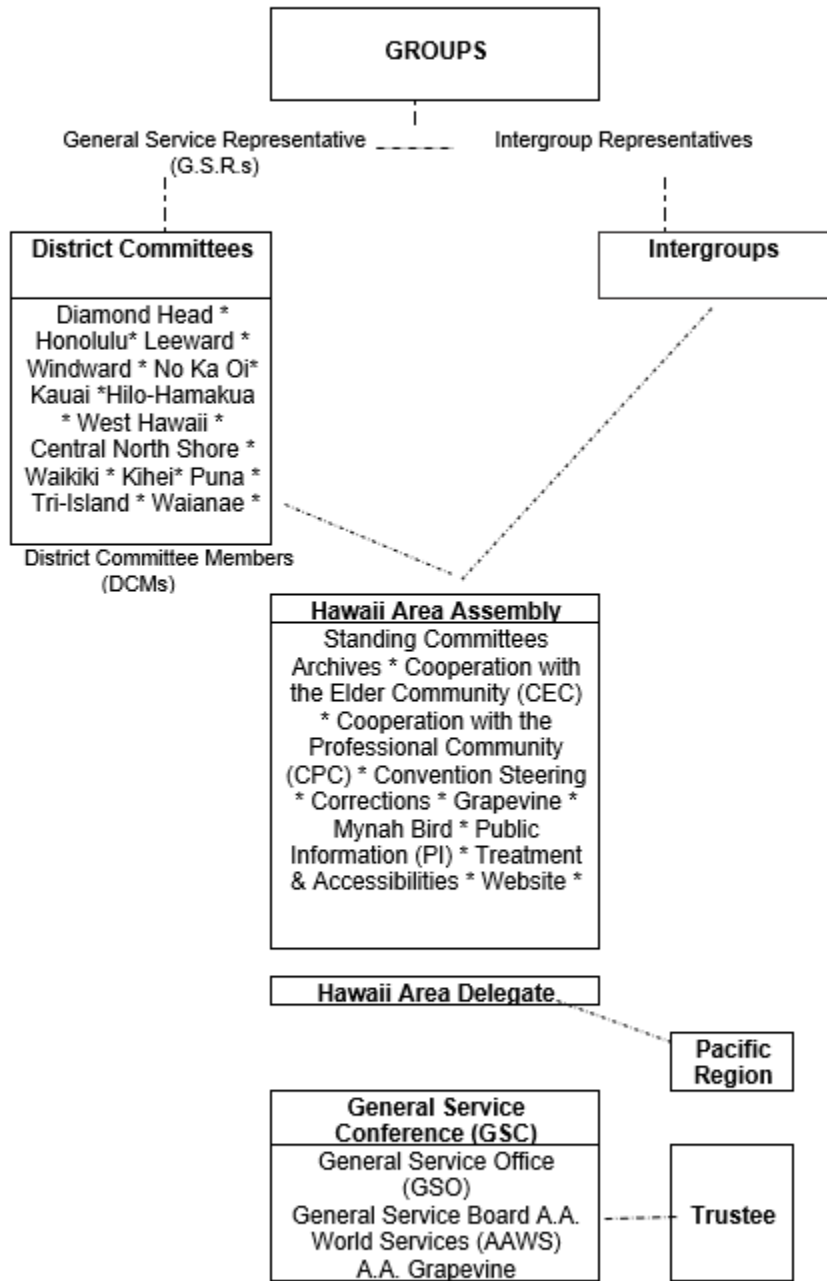 GROUPS
General Service Representative
(G.S.R.s)
Intergroup Representatives
District Committees
Diamond Head *
Honolulu* Leeward *
Windward * No Ka Oi*
Kauai *Hilo-Hamakua
* West Hawaii *
Central North Shore *
Waikiki * Kihei* Puna *
Tri-Island * Waianae *
District Committee Members
(DCMs)
Intergroups
Hawaii Area Assembly
Standing Committees
Archives * Cooperation with
the Elder Community (CEC)
* Cooperation with the
Professional Community
(CPC) * Convention Steering
* Corrections * Grapevine *
Mynah Bird * Public
Information (PI) * Treatment
& Accessibilities * Website *
Hawaii Area Delegate
Pacific
Region
General Service
Conference (GSC)
General Service Office
(GSO)
General Service Board A.A.
World Services (AAWS)
A.A. Grapevine
Trustee